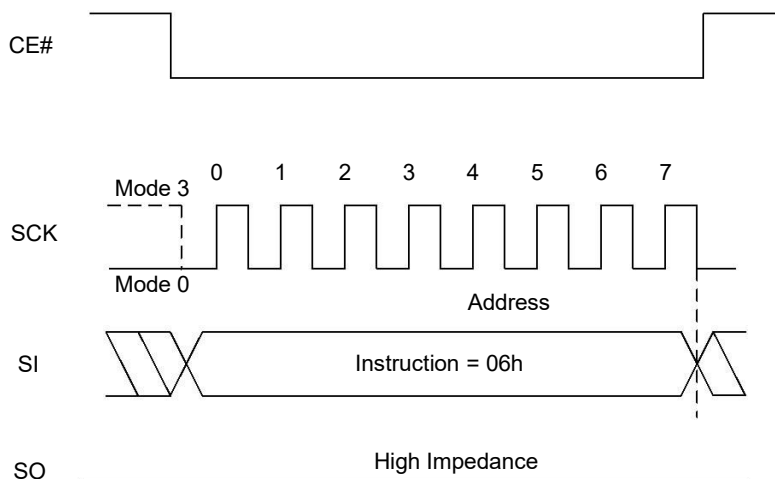 CE#
0 1 2 3 4 5 6 7
Mode 3
SCK
Mode 0
Address
SI
Instruction = 06h
High Impedance
SO